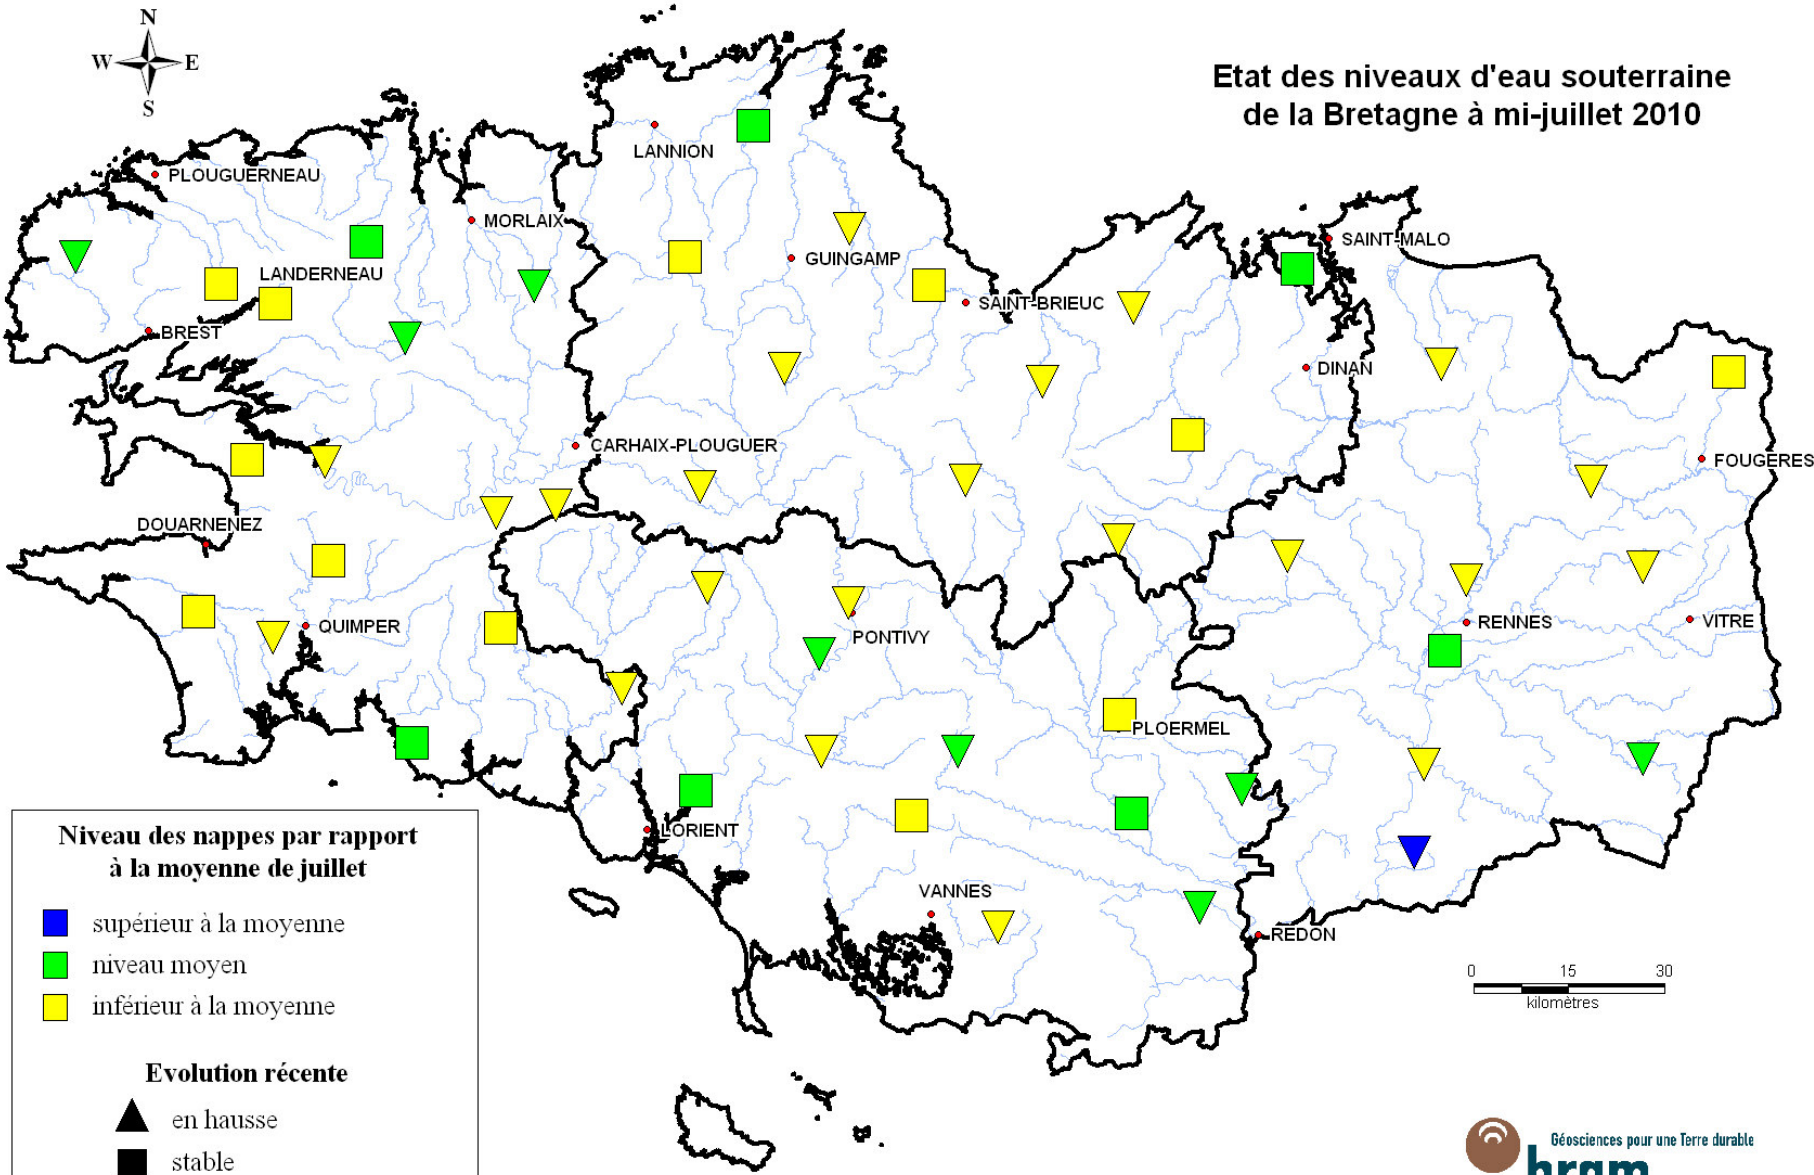 N
W E
S
Etat des niveaux d'eau souterraine
de la Bretagne à mi-juillet 2010
LANNION
PLOUGUERNEAU
MORLAIX
SAINT-MALO
GUINGAMP
LANDERNEAU
SAINT-BRIEUC
BREST
DINAN
CARHAIX-PLOUGUER
FOUGERES
DOUARNENEZ
QUIMPER
PONTIVY
RENNES
VITRE
PLOERMEL
LORIENT
VANNES
REDON
0 15 30
kilomètres
Niveau des nappes par rapport
à la moyenne de juillet
supérieur à la moyenne
niveau moyen
inférieur à la moyenne
Evolution récente
en hausse
stable
Géosciences pour une Terre durable
brgm